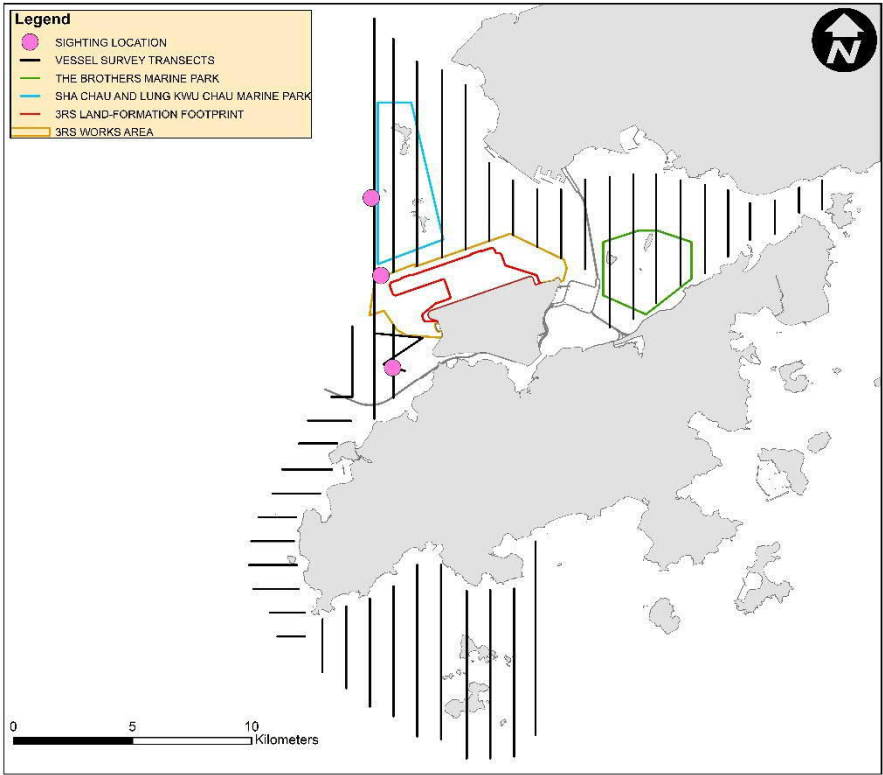 Legend
SIGHTING LOCATION
VESSEL SURVEY TRANSECTS
THE BROTHERS MARINE PARK
SHA CHAU AND LUNG KWU CHAU MARINE PARK
3RS LAND-FORMATION FOOTPRINT
3RS WORKS AREA
N
0 5 10
Kilometers